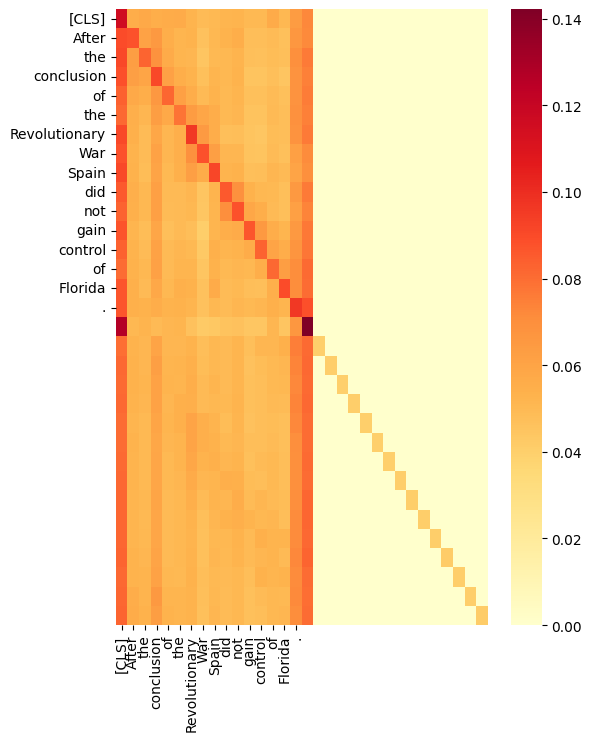 [CLS]
After
the
conclusion
of
the
Revolutionary
War
Spain
did
not
gain
control
of
Florida
.
0.14
0.12
0.10
0.08
0.06
0.04
0.02
0.00
[CLS]
After
the
conclusion
of
the
Revolutionary
War
Spain
did
not
gain
control
of
Florida
.